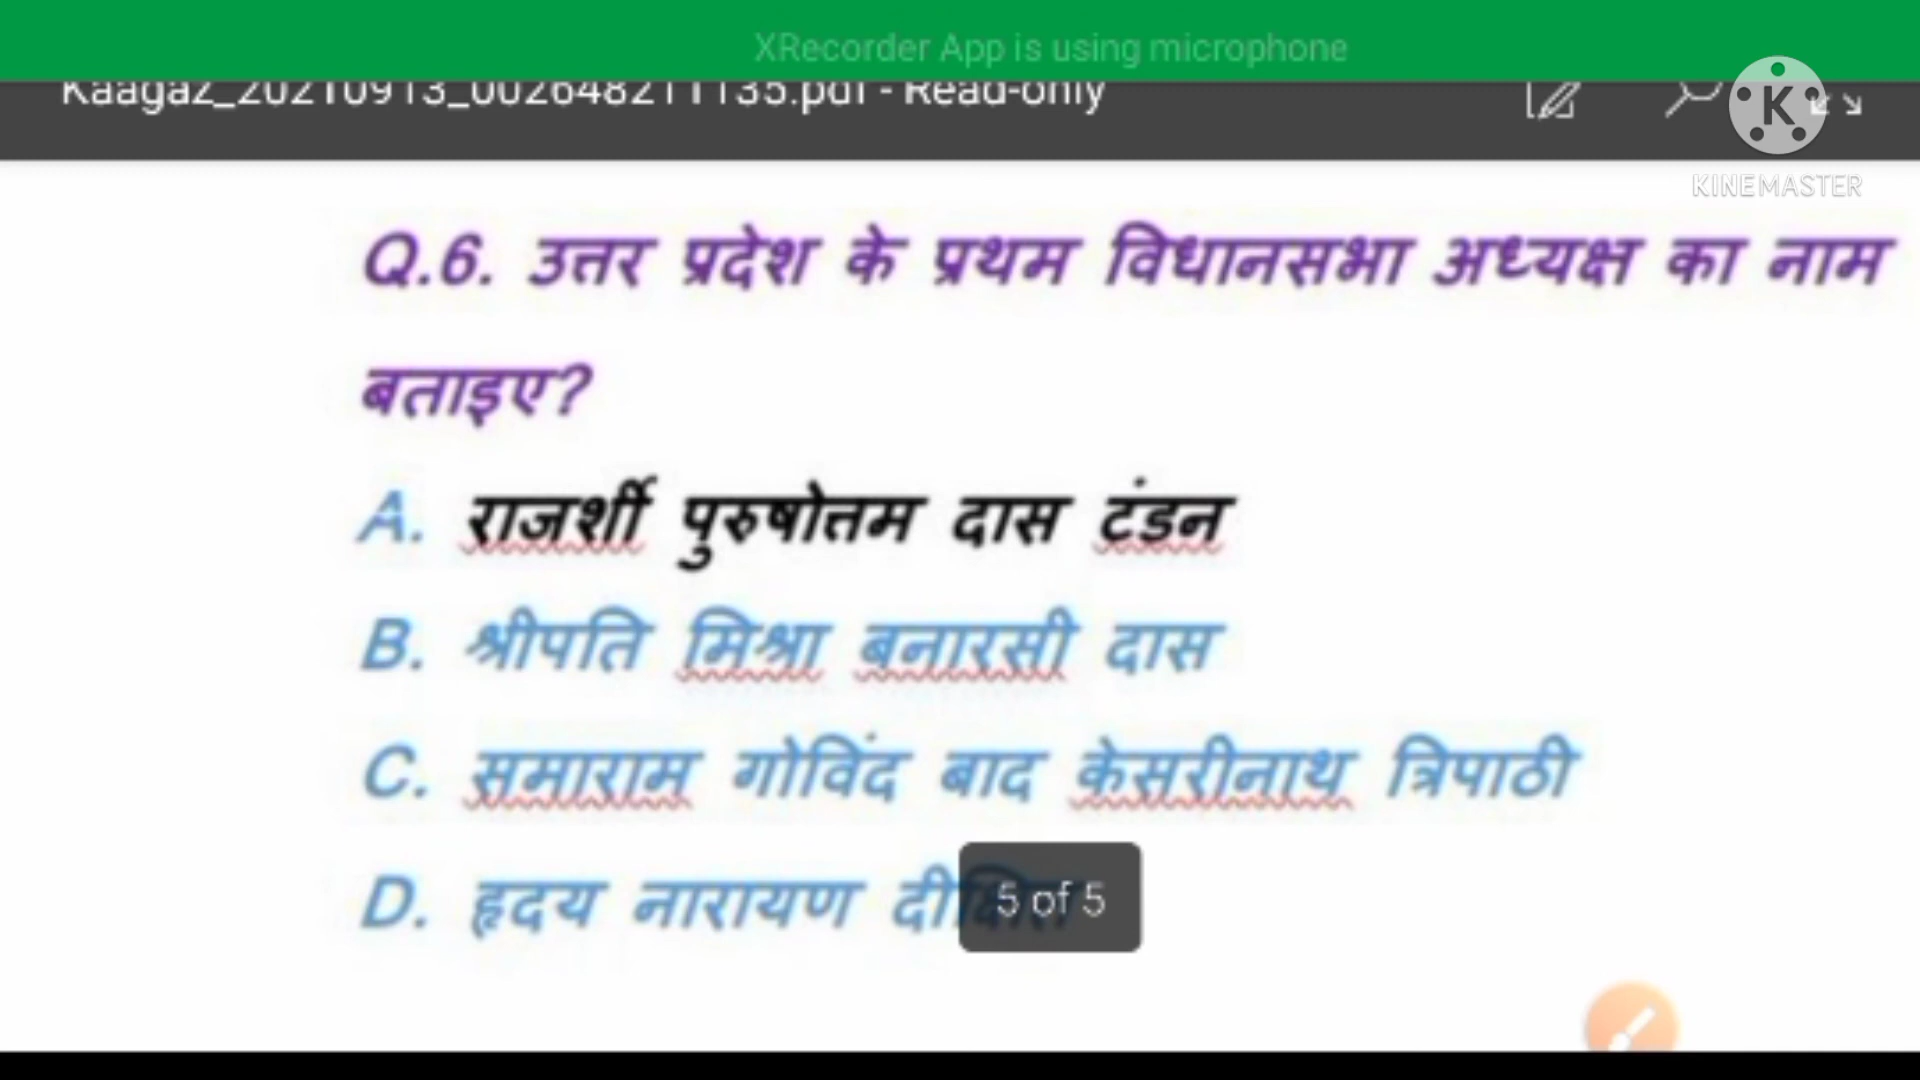 XRecorder App is using microphone
Kaagaz_20210913_002648211135.pdf - Read-only
K
KINEMASTER
Q.6. उत्तर प्रदेश के प्रथम विधानसभा अध्यक्ष का नाम
बताइए?
A. राजर्शी पुरुषोत्तम दास टंडन
B. श्रीपति मिश्रा बनारसी दास
C. समाराम गोविंद बाद केसरीनाथ त्रिपाठी
D. हृदय नारायण
5 of 5